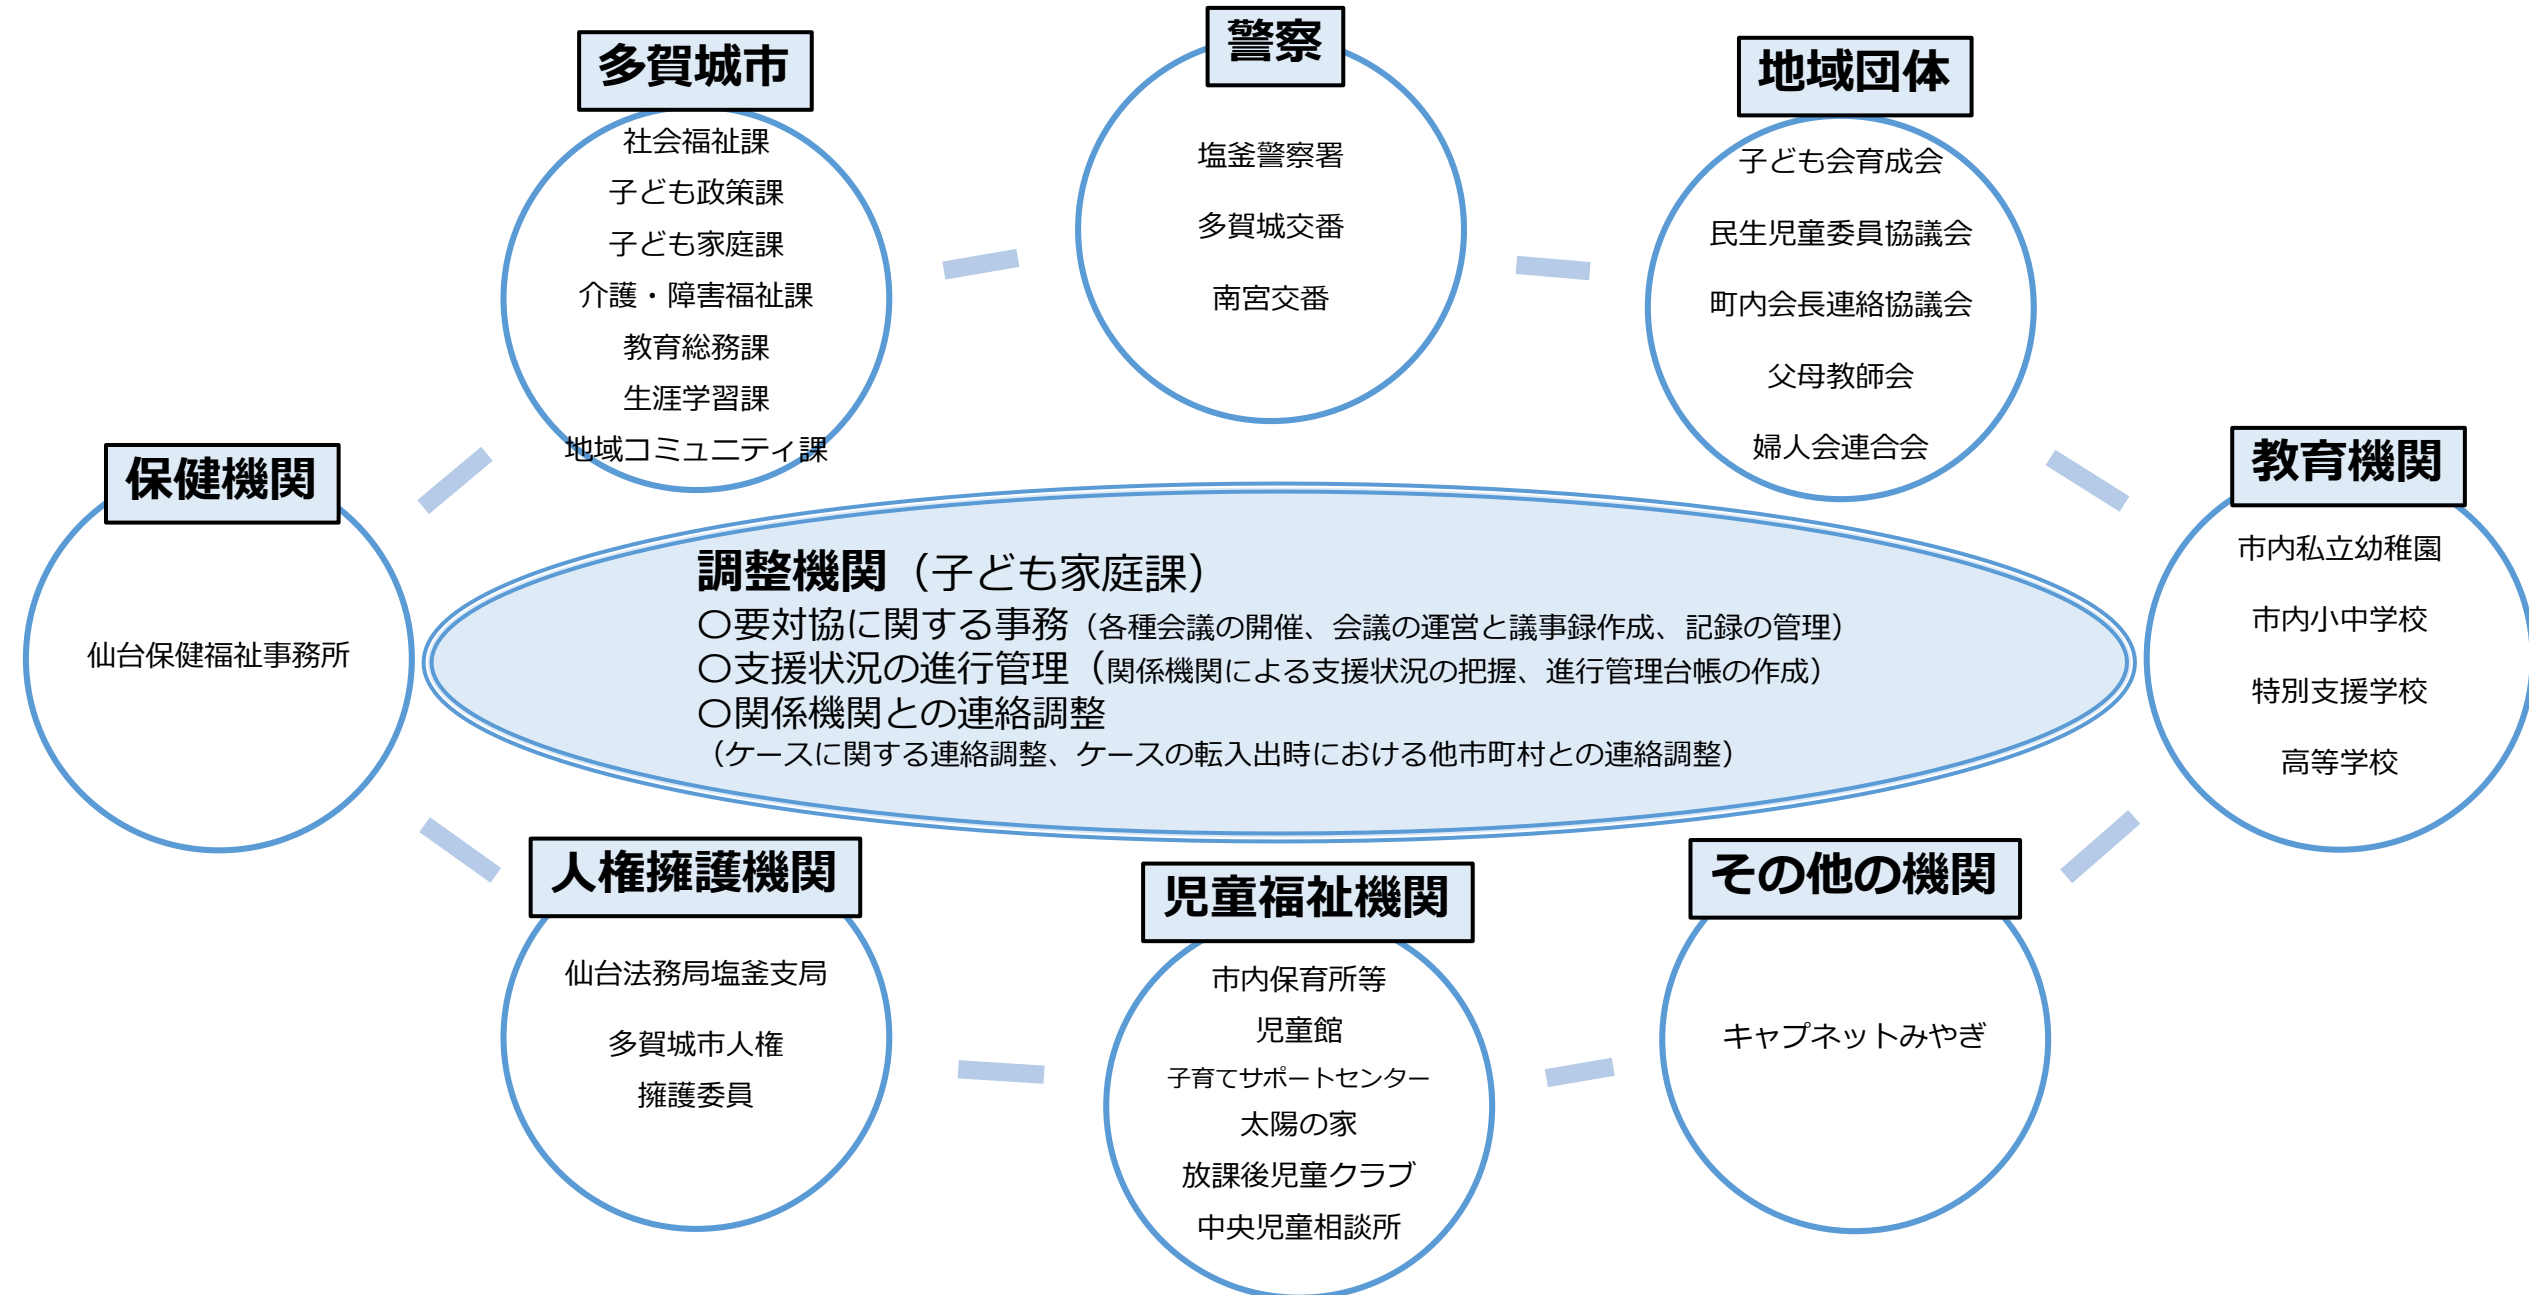 警察
多賀城市
地域団体
社会福祉課
子ども政策課
子ども家庭課
介護・障害福祉課
教育総務課
生涯学習課
地域コミュニティ課
塩釜警察署
多賀城交番
南宮交番
子ども会育成会
民生児童委員協議会
町内会長連絡協議会
父母教師会
婦人会連合会
保健機関
仙台保健福祉事務所
教育機関
市内私立幼稚園
市内小中学校
特別支援学校
高等学校
調整機関（子ども家庭課）
〇要対協に関する事務（各種会議の開催、会議の運営と議事録作成、記録の管理）
〇支援状況の進行管理（関係機関による支援状況の把握、進行管理台帳の作成）
〇関係機関との連絡調整
（ケースに関する連絡調整、ケースの転入出時における他市町村との連絡調整）
人権擁護機関
仙台法務局塩釜支局
多賀城市人権
擁護委員
児童福祉機関
市内保育所等
児童館
子育てサポートセンター
太陽の家
放課後児童クラブ
中央児童相談所
その他の機関
キャプネットみやぎ